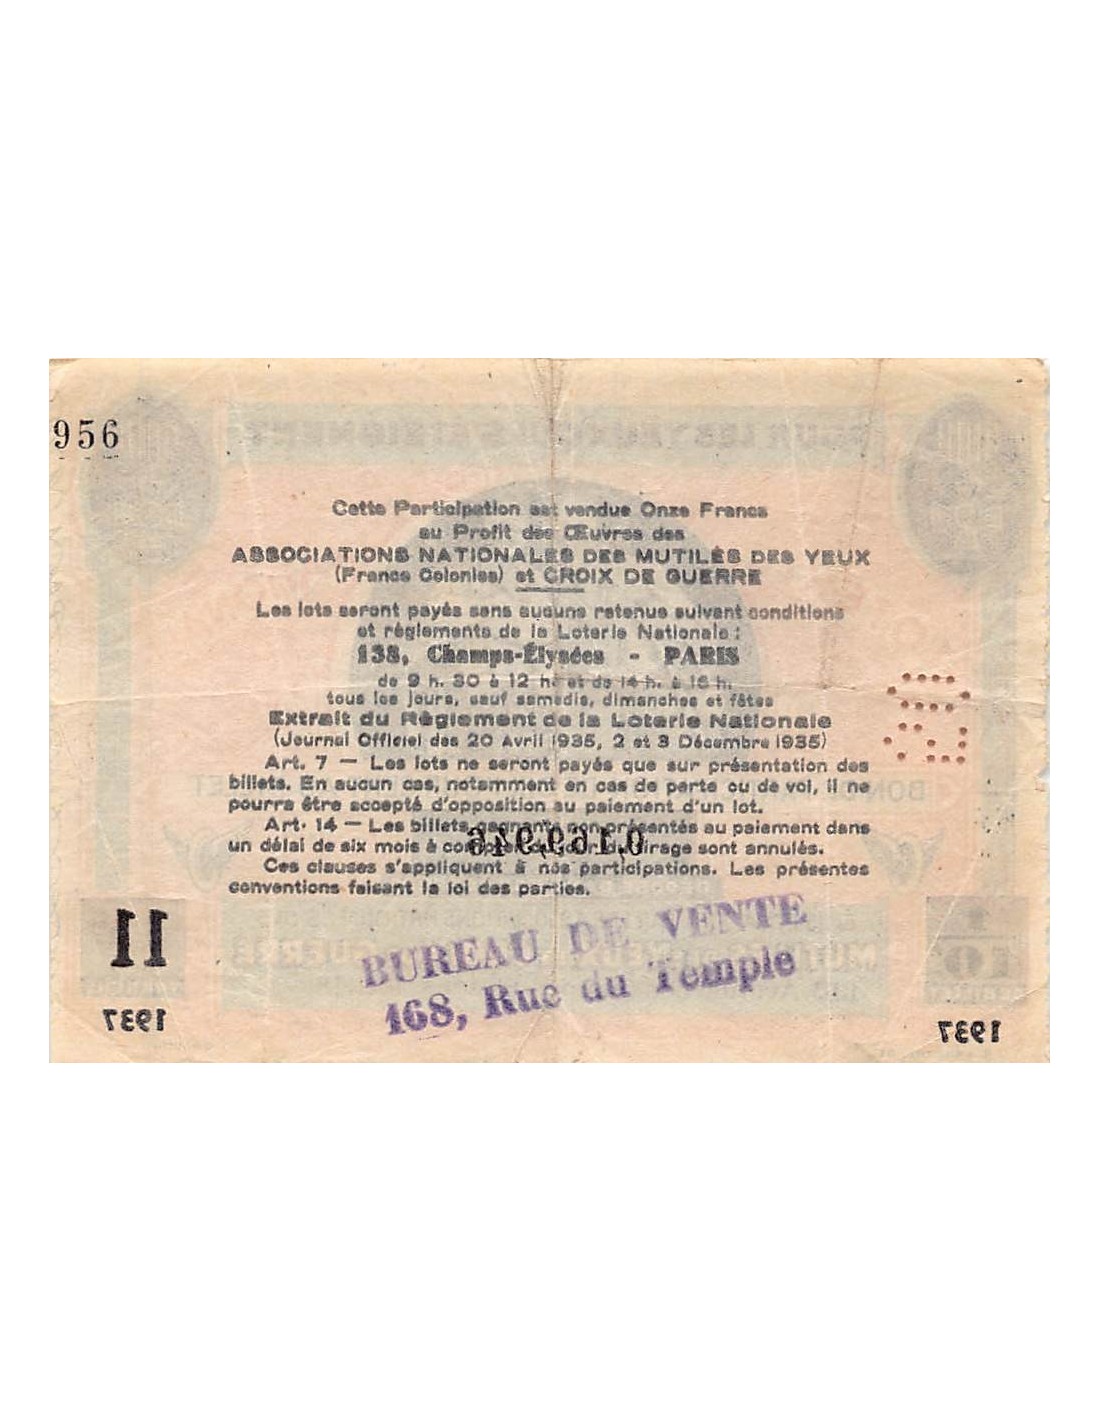 956
Cette Participation est vendue Onze Francs
au Profit des Œuvres des
ASSOCIATIONS NATIONALES DES MUTILÉS DES YEUX
(France Colonies) et CROIX DE GUERRE
Les lots seront payés sans aucune retenue suivant conditions
et règlements de la Loterie Nationale :
138, Champs-Élysées - PARIS
de 9 h. 30 à 12 h. et de 14 h. à 16 h.
tous les jours, sauf samedis, dimanches et fêtes
Extrait du Règlement de la Loterie Nationale
(Journal Officiel des 20 Avril 1935, 2 et 3 Décembre 1935)
Art. 7 — Les lots ne seront payés que sur présentation des
billets. En aucun cas, notamment en cas de perte ou de vol, il ne
pourra être accepté d'opposition au paiement d'un lot.
Art. 14 — Les billets gagnants non présentés au paiement dans
un délai de six mois à compter du jour du tirage sont annulés.
Ces clauses s'appliquent à nos participations. Les présentes
conventions faisant la loi des parties.
0,169,946
11
BUREAU DE VENTE
168, Rue du Temple
1937
1937